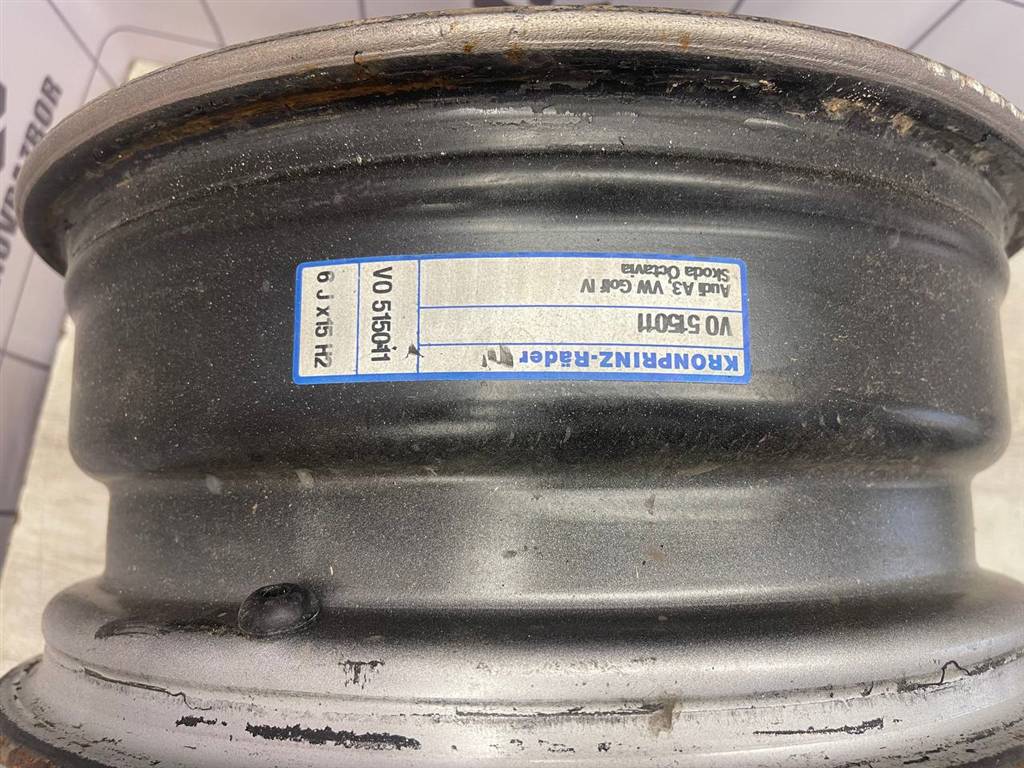 KRONPRINZ-Räder
VO 515011
Audi A3, VW Golf IV
Skoda Octavia
VO 515011
6 J x 15 H2